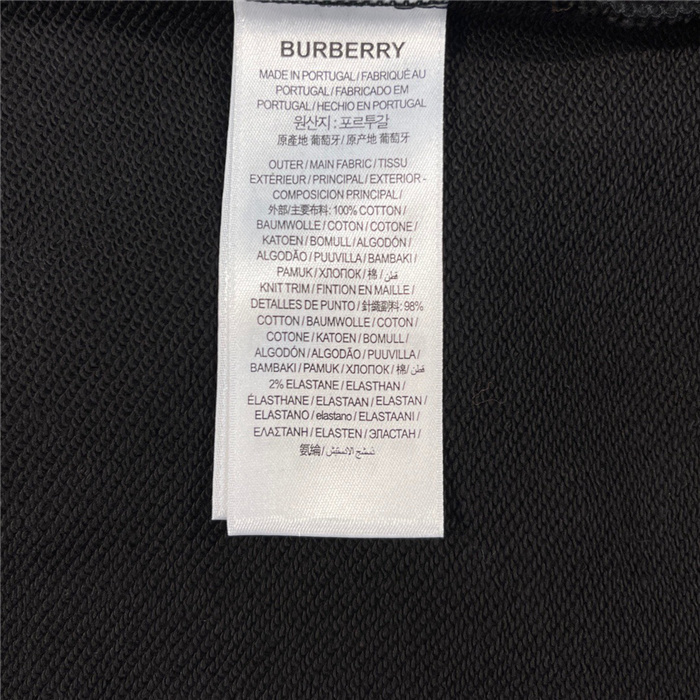 BURBERRY
MADE IN PORTUGAL / FABRIQUÉ AU
PORTUGAL / FABRICADO EM
PORTUGAL / HECHO EN PORTUGAL
원산지 : 포르투갈
原產地 葡萄牙 / 原产地 葡萄牙
OUTER / MAIN FABRIC / TISSU
EXTÉRIEUR / PRINCIPAL / EXTERIOR -
COMPOSICION PRINCIPAL /
外部/主要布料: 100% COTTON /
BAUMWOLLE / COTON / COTONE /
KATOEN / BOMULL / ALGODÓN /
ALGODÃO / PUUVILLA / BAMBAKI /
PAMUK / ХЛОПОК / 棉 / قطن /
KNIT TRIM / FINTION EN MAILLE /
DETALLES DE PUNTO / 針織副料: 98%
COTTON / BAUMWOLLE / COTON /
COTONE / KATOEN / BOMULL /
ALGODÓN / ALGODÃO / PUUVILLA /
BAMBAKI / PAMUK / ХЛОПОК / 棉 / قطن
2% ELASTANE / ELASTHAN /
ÉLASTHANE / ELASTAAN / ELASTAN /
ELASTANO / elastano / ELASTAANI /
ΕΛΑΣΤΑΝΗ / ELASTEN / ЭЛАСТАН /
氨纶 /